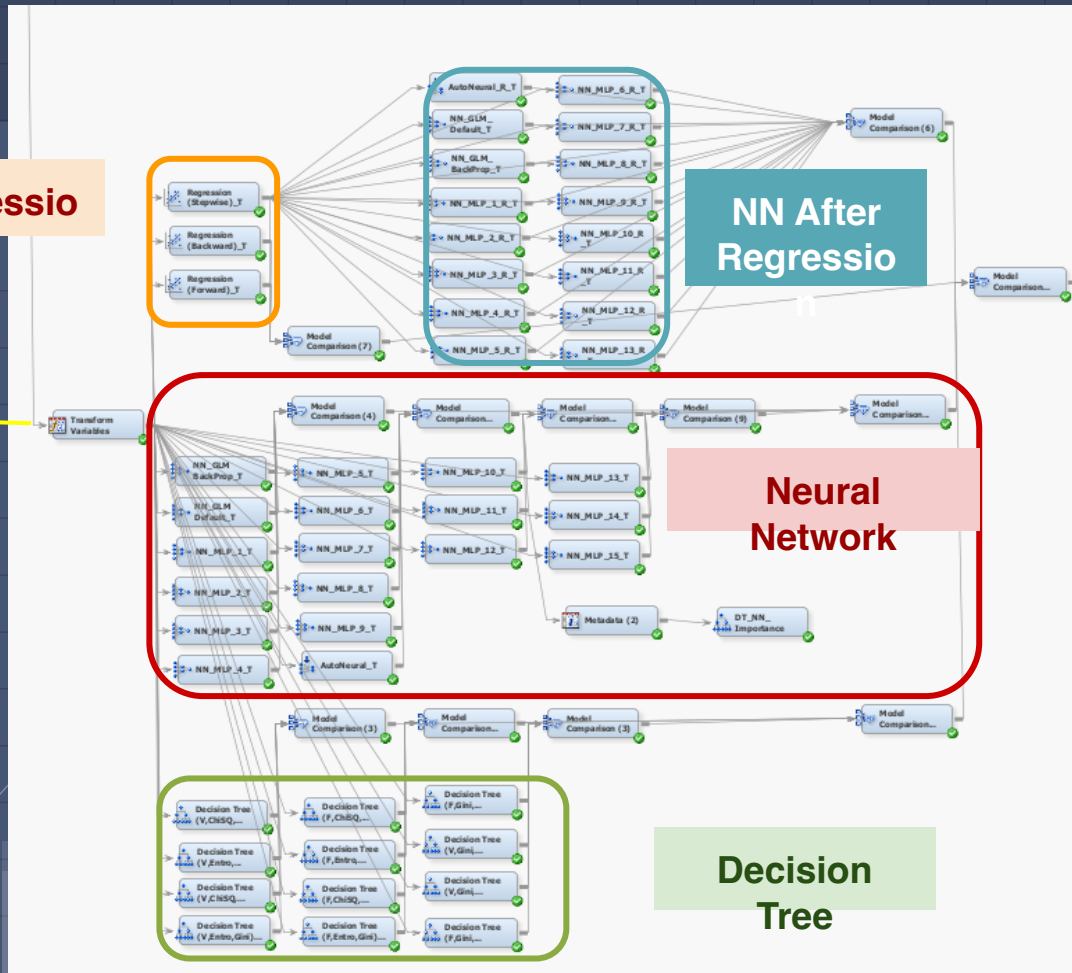 essio
Regression
(Stepwise)_T
Regression
(Backward)_T
Regression
(Forward)_T
Model
Comparison (7)
AutoNeural_R_T
NN_GLM_
Default_T
NN_GLM_
BackProp_T
NN_MLP_1_R_T
NN_MLP_2_R_T
NN_MLP_3_R_T
NN_MLP_4_R_T
NN_MLP_5_R_T
NN_MLP_6_R_T
NN_MLP_7_R_T
NN_MLP_8_R_T
NN_MLP_9_R_T
NN_MLP_10_R
_T
NN_MLP_11_R
_T
NN_MLP_12_R
_T
NN_MLP_13_R
Model
Comparison (6)
NN After
Regressio
n
Model
Comparison...
Transform
Variables
Model
Comparison (4)
Model
Comparison...
Model
Comparison...
Model
Comparison (9)
Model
Comparison...
NN_GLM
BackProp_T
NN_GLM
Default_T
NN_MLP_1_T
NN_MLP_2_T
NN_MLP_3_T
NN_MLP_4_T
NN_MLP_5_T
NN_MLP_6_T
NN_MLP_7_T
NN_MLP_8_T
NN_MLP_9_T
AutoNeural_T
NN_MLP_10_T
NN_MLP_11_T
NN_MLP_12_T
NN_MLP_13_T
NN_MLP_14_T
NN_MLP_15_T
Neural
Network
Metadata (2)
DT_NN_
Importance
Model
Comparison (3)
Model
Comparison...
Model
Comparison (3)
Model
Comparison...
Decision Tree
(V,ChiSQ,...
Decision Tree
(V,Entro,...
Decision Tree
(V,ChiSQ,...
Decision Tree
(V,Entro,Gini)...
Decision Tree
(F,ChiSQ,...
Decision Tree
(F,Entro,...
Decision Tree
(F,ChiSQ,...
Decision Tree
(F,Entro,Gini)...
Decision Tree
(F,Gini,...
Decision Tree
(V,Gini,...
Decision Tree
(V,Gini,...
Decision Tree
(F,Gini,...
Decision
Tree